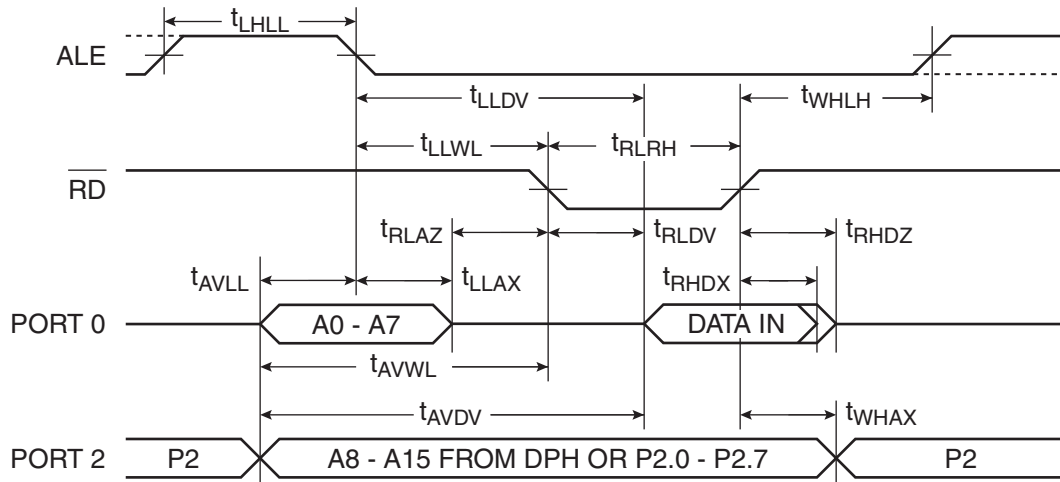 tLHLL
ALE
tLLDV
tWHLH
tLLWL
tRLRH
RD
tRLAZ
tRLDV
tRHDZ
tAVLL
tLLAX
tRHDX
PORT 0
A0 - A7
DATA IN
tAVWL
tAVDV
tWHAX
PORT 2
P2
A8 - A15 FROM DPH OR P2.0 - P2.7
P2